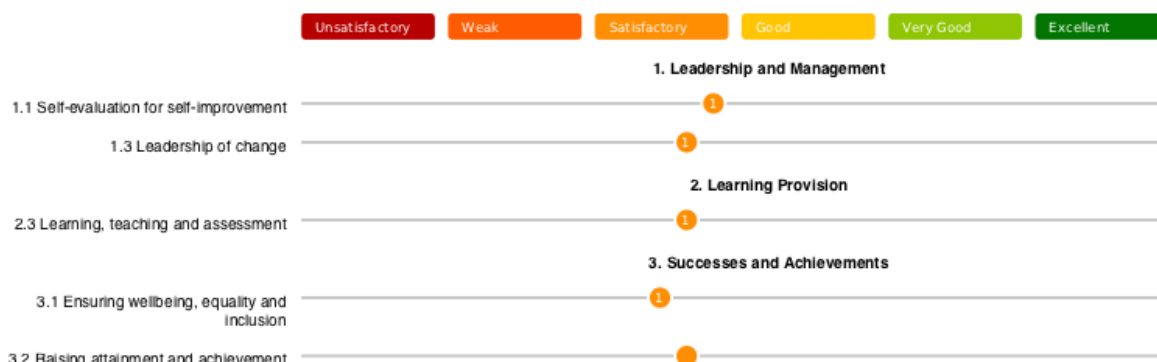 Unsatisfactory Weak Satisfactory Good Very Good Excellent
1. Leadership and Management
1.1 Self-evaluation for self-improvement 1
1.3 Leadership of change 1
2. Learning Provision
2.3 Learning, teaching and assessment 1
3. Successes and Achievements
3.1 Ensuring wellbeing, equality and 1
inclusion
3.2 Raising attainment and achievement